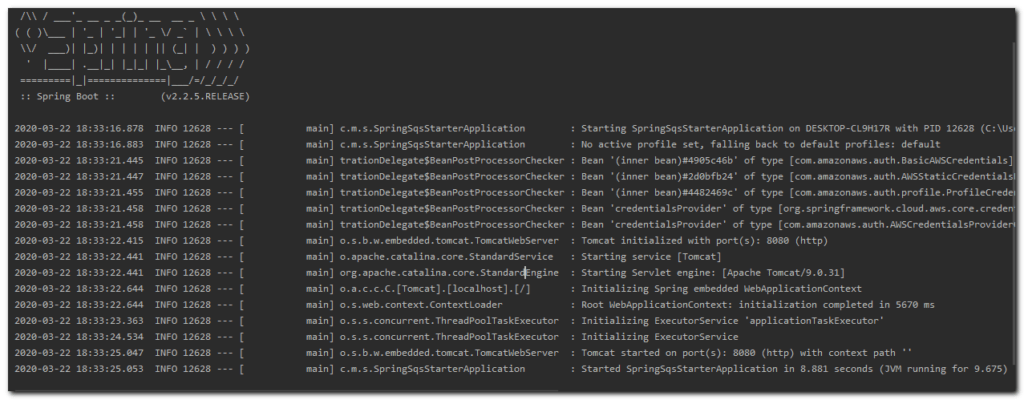 /\\ / ___'_ __ _ _(_)_ __  __ _ \ \ \ \
( ( )\___ | '_ | '_| | '_ \/ _` | \ \ \ \
 \\/  ___)| |_)| | | | | || (_| |  ) ) ) )
  '  |____| .__|_| |_|_| |_\__, | / / / /
 =========|_|==============|___/=/_/_/_/
 :: Spring Boot ::        (v2.2.5.RELEASE)
2020-03-22 18:33:16.878  INFO 12628 --- [           main] c.m.s.SpringSqsStarterApplication        : Starting SpringSqsStarterApplication on DESKTOP-CL9H17R with PID 12628 (C:\Use
2020-03-22 18:33:16.883  INFO 12628 --- [           main] c.m.s.SpringSqsStarterApplication        : No active profile set, falling back to default profiles: default
2020-03-22 18:33:21.445  INFO 12628 --- [           main] trationDelegate$BeanPostProcessorChecker : Bean '(inner bean)#4905c46b' of type [com.amazonaws.auth.BasicAWSCredentials]
2020-03-22 18:33:21.447  INFO 12628 --- [           main] trationDelegate$BeanPostProcessorChecker : Bean '(inner bean)#2d0bfb24' of type [com.amazonaws.auth.AWSStaticCredentials
2020-03-22 18:33:21.455  INFO 12628 --- [           main] trationDelegate$BeanPostProcessorChecker : Bean '(inner bean)#4482469c' of type [com.amazonaws.auth.profile.ProfileCrede
2020-03-22 18:33:21.458  INFO 12628 --- [           main] trationDelegate$BeanPostProcessorChecker : Bean 'credentialsProvider' of type [org.springframework.cloud.aws.core.creden
2020-03-22 18:33:21.458  INFO 12628 --- [           main] trationDelegate$BeanPostProcessorChecker : Bean 'credentialsProvider' of type [com.amazonaws.auth.AWSCredentialsProvider
2020-03-22 18:33:22.415  INFO 12628 --- [           main] o.s.b.w.embedded.tomcat.TomcatWebServer  : Tomcat initialized with port(s): 8080 (http)
2020-03-22 18:33:22.441  INFO 12628 --- [           main] o.apache.catalina.core.StandardService   : Starting service [Tomcat]
2020-03-22 18:33:22.441  INFO 12628 --- [           main] org.apache.catalina.core.StandardEngine  : Starting Servlet engine: [Apache Tomcat/9.0.31]
2020-03-22 18:33:22.644  INFO 12628 --- [           main] o.a.c.c.C.[Tomcat].[localhost].[/]       : Initializing Spring embedded WebApplicationContext
2020-03-22 18:33:22.644  INFO 12628 --- [           main] o.s.web.context.ContextLoader            : Root WebApplicationContext: initialization completed in 5670 ms
2020-03-22 18:33:23.363  INFO 12628 --- [           main] o.s.s.concurrent.ThreadPoolTaskExecutor  : Initializing ExecutorService 'applicationTaskExecutor'
2020-03-22 18:33:24.534  INFO 12628 --- [           main] o.s.s.concurrent.ThreadPoolTaskExecutor  : Initializing ExecutorService
2020-03-22 18:33:25.047  INFO 12628 --- [           main] o.s.b.w.embedded.tomcat.TomcatWebServer  : Tomcat started on port(s): 8080 (http) with context path ''
2020-03-22 18:33:25.053  INFO 12628 --- [           main] c.m.s.SpringSqsStarterApplication        : Started SpringSqsStarterApplication in 8.881 seconds (JVM running for 9.675)